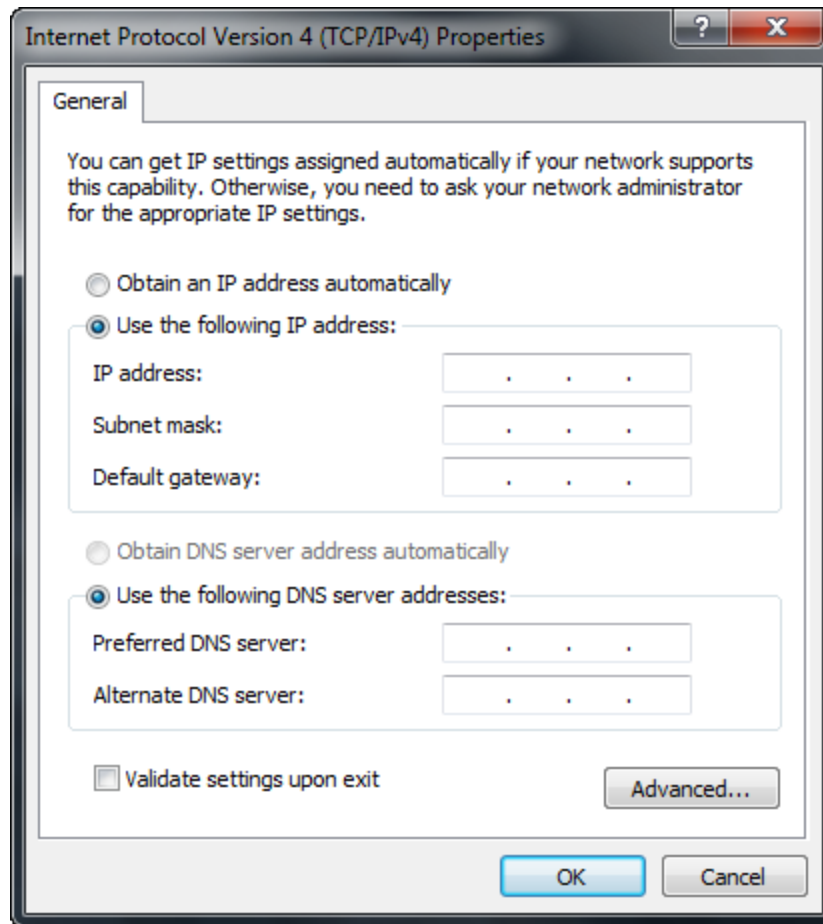 Internet Protocol Version 4 (TCP/IPv4) Properties
General
You can get IP settings assigned automatically if your network supports
this capability. Otherwise, you need to ask your network administrator
for the appropriate IP settings.
Obtain an IP address automatically
Use the following IP address:
IP address: . . .
Subnet mask: . . .
Default gateway: . . .
Obtain DNS server address automatically
Use the following DNS server addresses:
Preferred DNS server: . . .
Alternate DNS server: . . .
Validate settings upon exit
Advanced...
OK Cancel